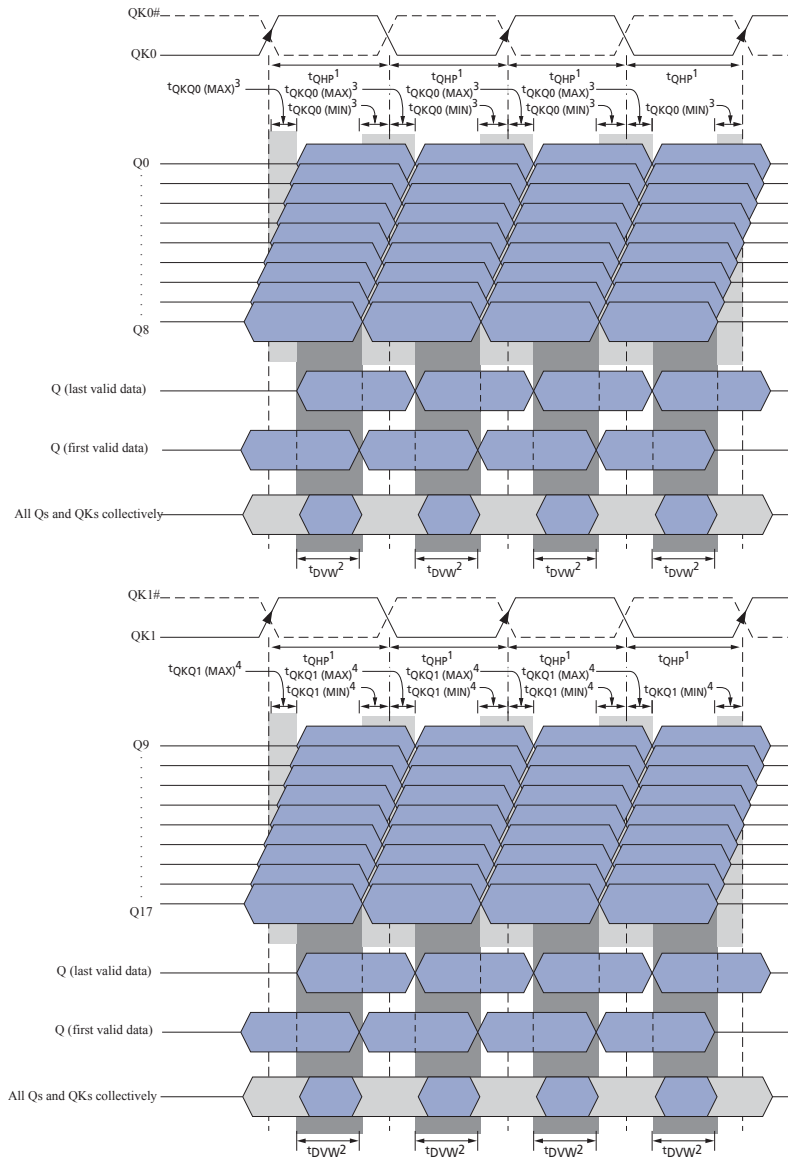 QK0#
QK0
tQHP1 tQHP1 tQHP1 tQHP1
tQKQ0 (MAX)3 tQKQ0 (MAX)3 tQKQ0 (MAX)3 tQKQ0 (MAX)3
tQKQ0 (MIN)3 tQKQ0 (MIN)3 tQKQ0 (MIN)3 tQKQ0 (MIN)3
Q0
Q8
Q (last valid data)
Q (first valid data)
All Qs and QKs collectively
tDVW2 tDVW2 tDVW2 tDVW2
QK1#
QK1
tQHP1 tQHP1 tQHP1 tQHP1
tQKQ1 (MAX)4 tQKQ1 (MAX)4 tQKQ1 (MAX)4 tQKQ1 (MAX)4
tQKQ1 (MIN)4 tQKQ1 (MIN)4 tQKQ1 (MIN)4 tQKQ1 (MIN)4
Q9
Q17
Q (last valid data)
Q (first valid data)
All Qs and QKs collectively
tDVW2 tDVW2 tDVW2 tDVW2